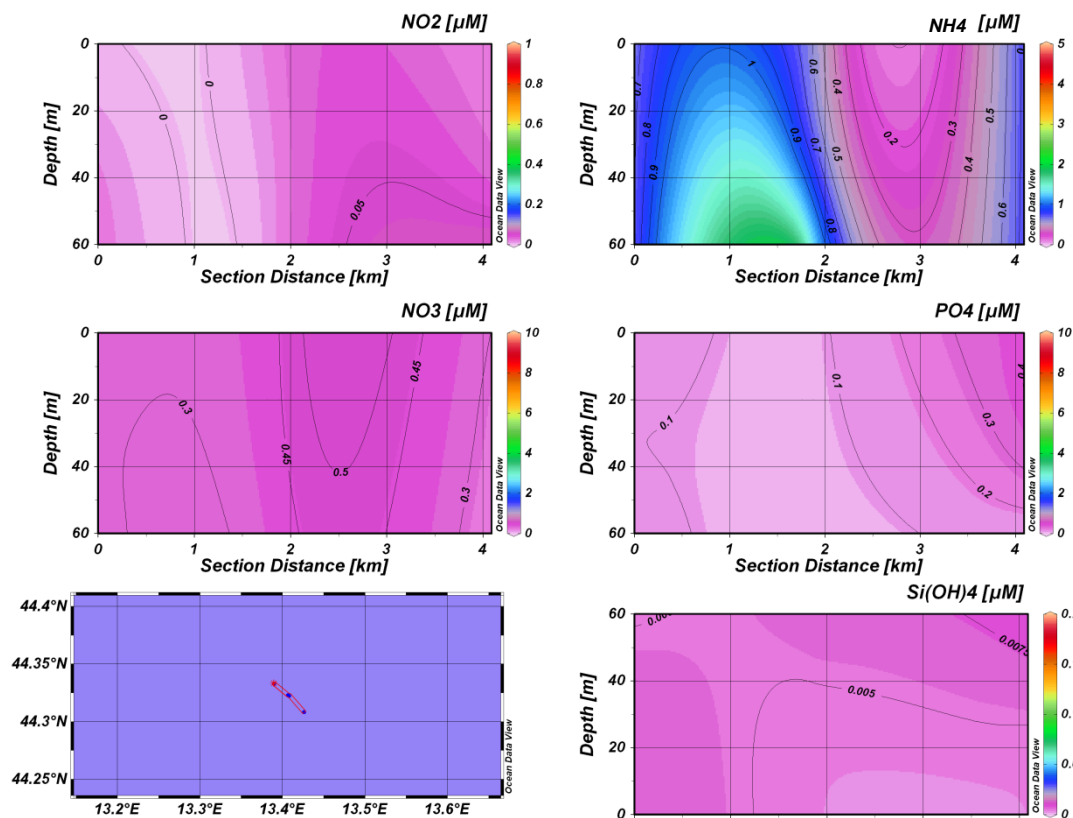 NO2 [µM]
0
20
40
60
Depth [m]
0
0
0.05
0 1 2 3 4
Section Distance [km]
1
0.8
0.6
0.4
0.2
0
Ocean Data View
NH4 [µM]
0
20
40
60
Depth [m]
0.7
0.8
0.9
1
0.9
0.8
0.7
0.6
0.5
0.4
0.2
0.3
0.4
0.5
0.6
0 1 2 3 4
Section Distance [km]
5
4
3
2
1
0
Ocean Data View
NO3 [µM]
0
20
40
60
Depth [m]
0.3
0.45
0.5
0.45
0.3
0 1 2 3 4
Section Distance [km]
10
8
6
4
2
0
Ocean Data View
PO4 [µM]
0
20
40
60
Depth [m]
0.1
0.1
0.2
0.3
0.4
0 1 2 3 4
Section Distance [km]
10
8
6
4
2
0
Ocean Data View
44.4°N
44.35°N
44.3°N
44.25°N
13.2°E 13.3°E 13.4°E 13.5°E 13.6°E
Ocean Data View
Si(OH)4 [µM]
60
40
20
0
Depth [m]
0.005
0.0075
0
Ocean Data View